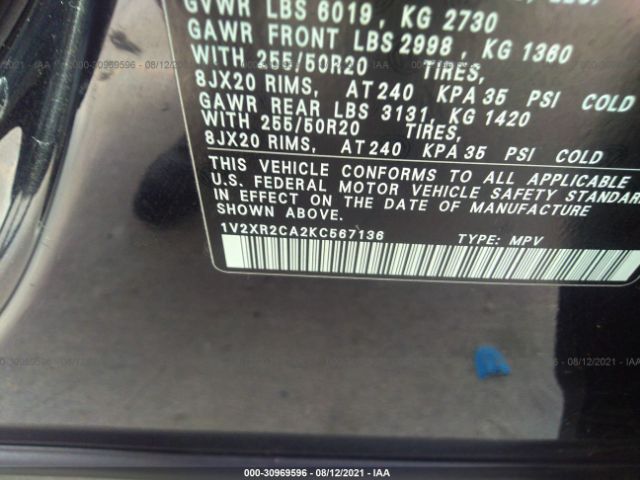 GVWR LBS 6019, KG 2730
GAWR FRONT LBS 2998, KG 1360
WITH 255/50R20 TIRES,
8JX20 RIMS, AT 240 KPA 35 PSI COLD
GAWR REAR LBS 3131, KG 1420
WITH 255/50R20 TIRES,
8JX20 RIMS, AT 240 KPA 35 PSI COLD
THIS VEHICLE CONFORMS TO ALL APPLICABLE
U.S. FEDERAL MOTOR VEHICLE SAFETY STANDAR
IN EFFECT ON THE DATE OF MANUFACTURE
SHOWN ABOVE.
1V2XR2CA2KC567136 TYPE: MPV
000-30969596 - 08/12/2021 - IAA